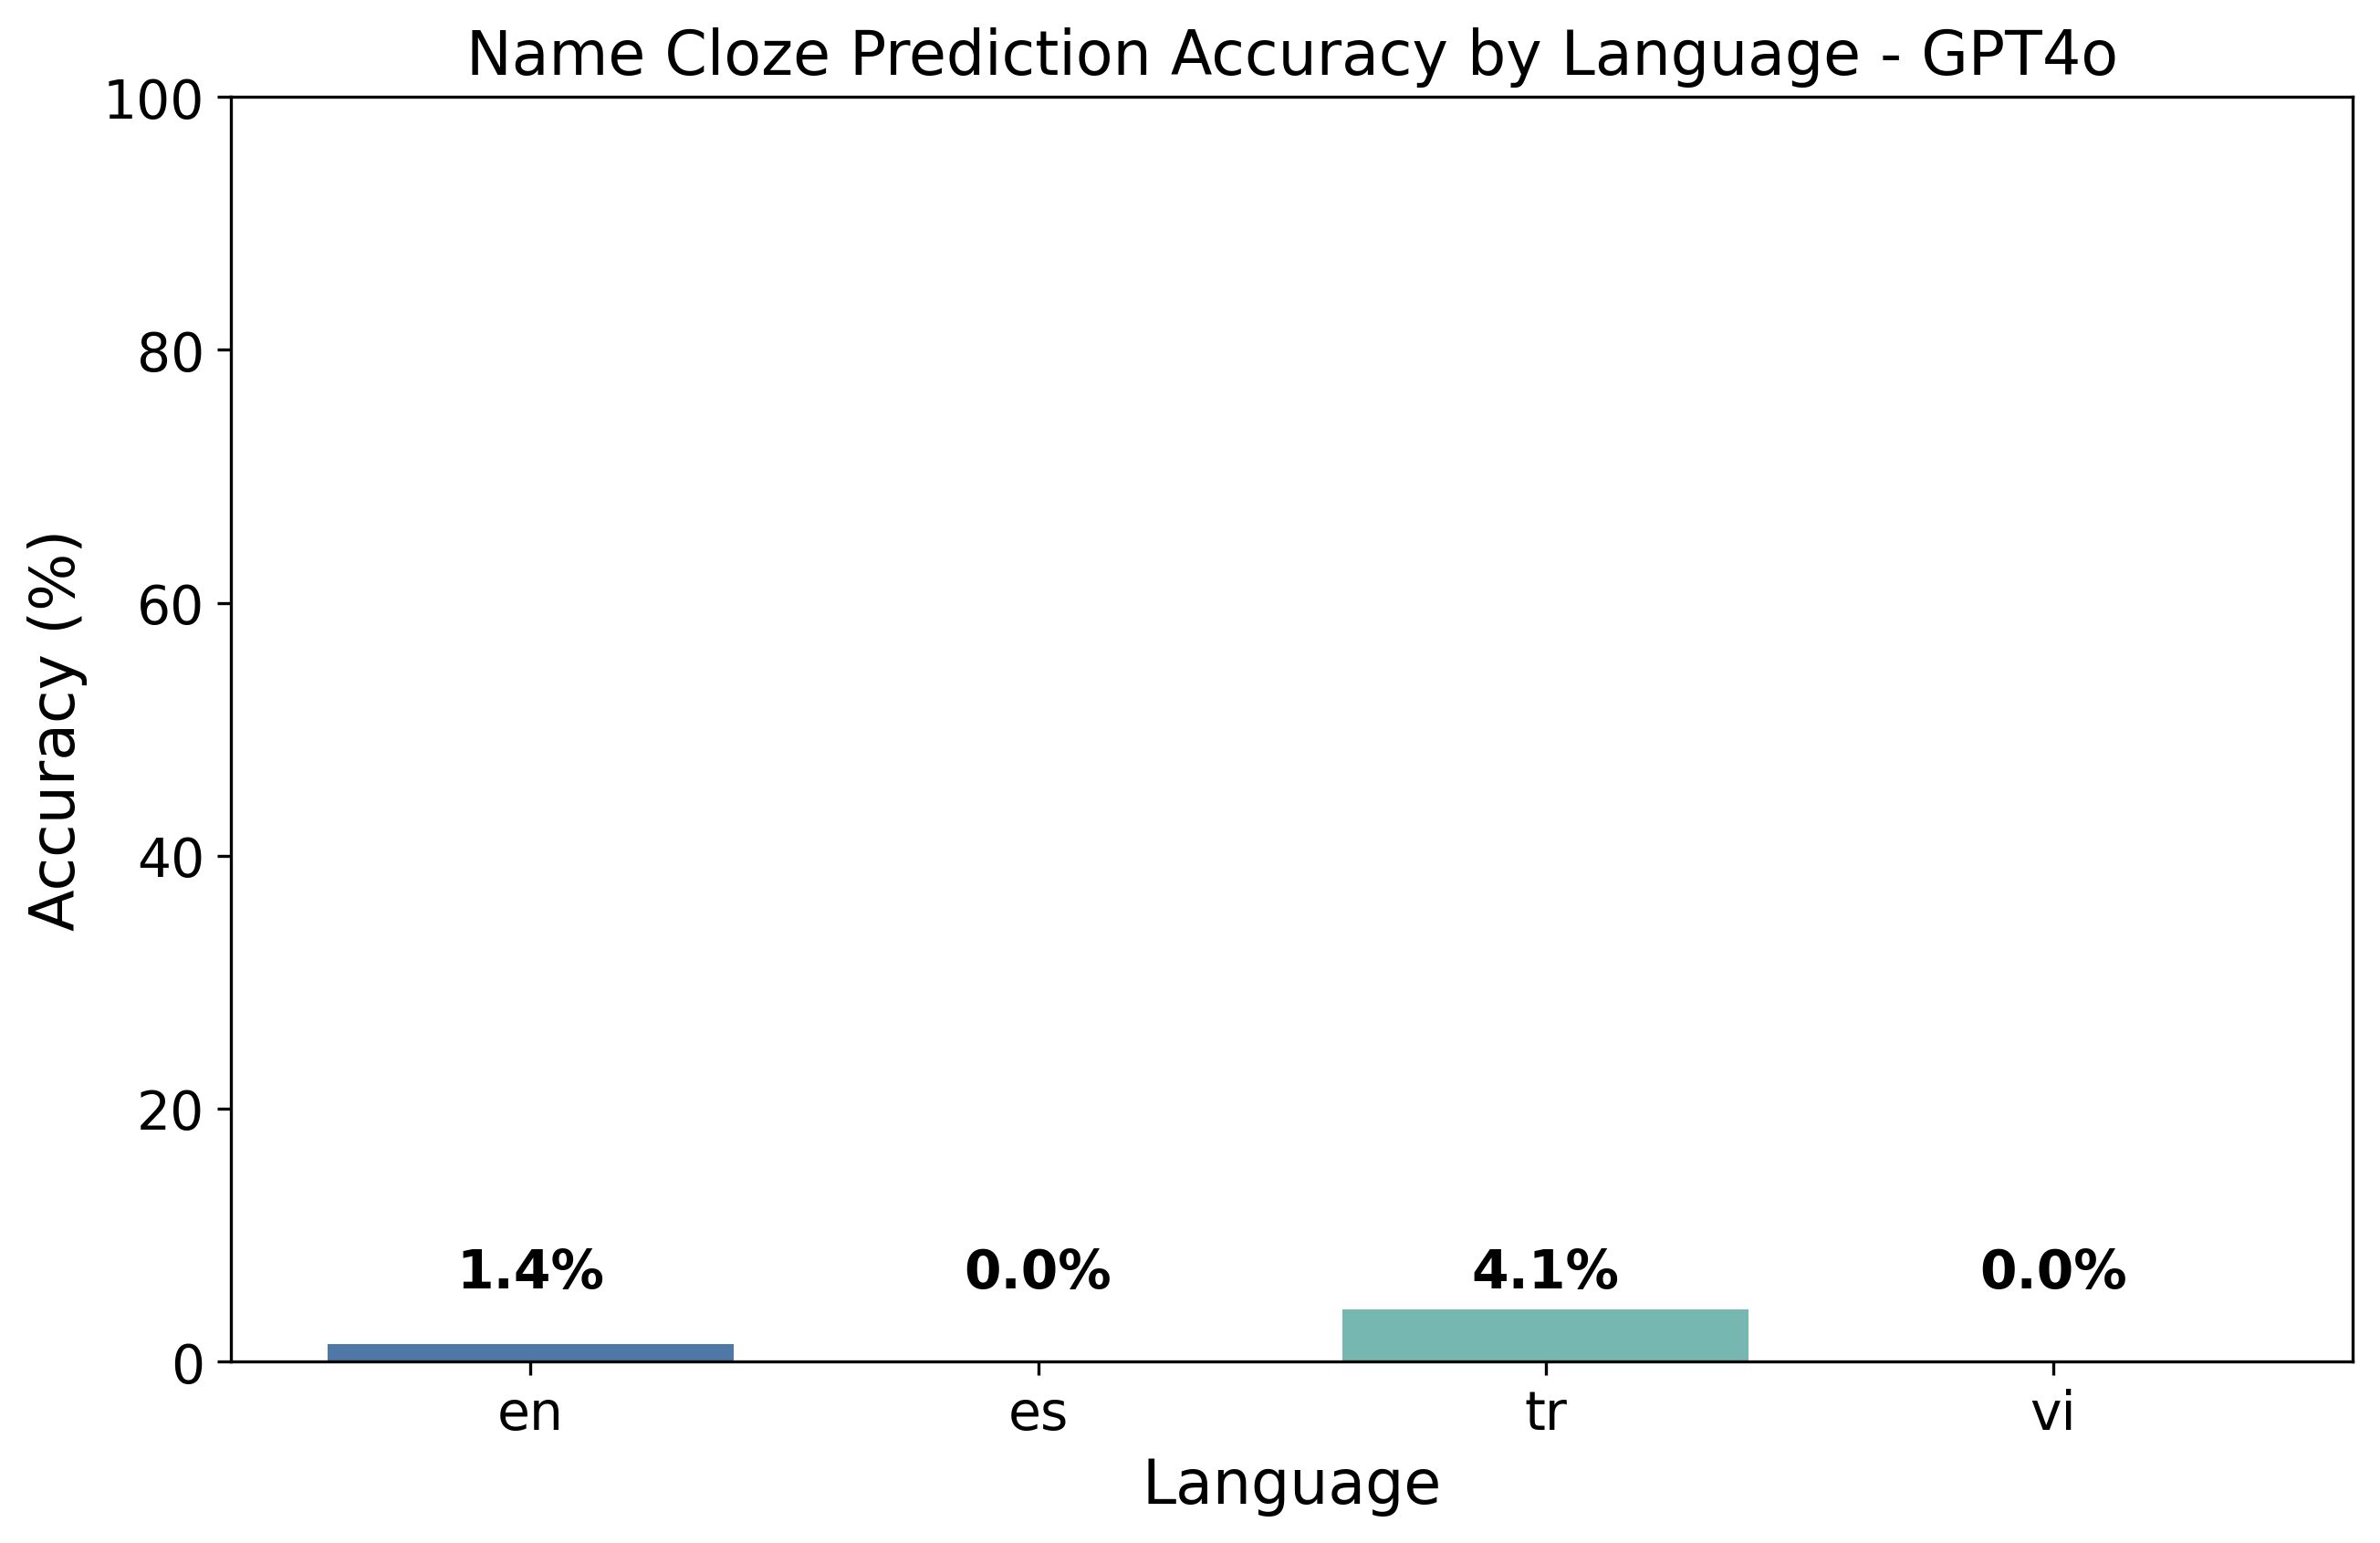 Name Cloze Prediction Accuracy by Language - GPT4o
Accuracy (%)
100
80
60
40
20
0
1.4%
0.0%
4.1%
0.0%
en
es
tr
vi
Language